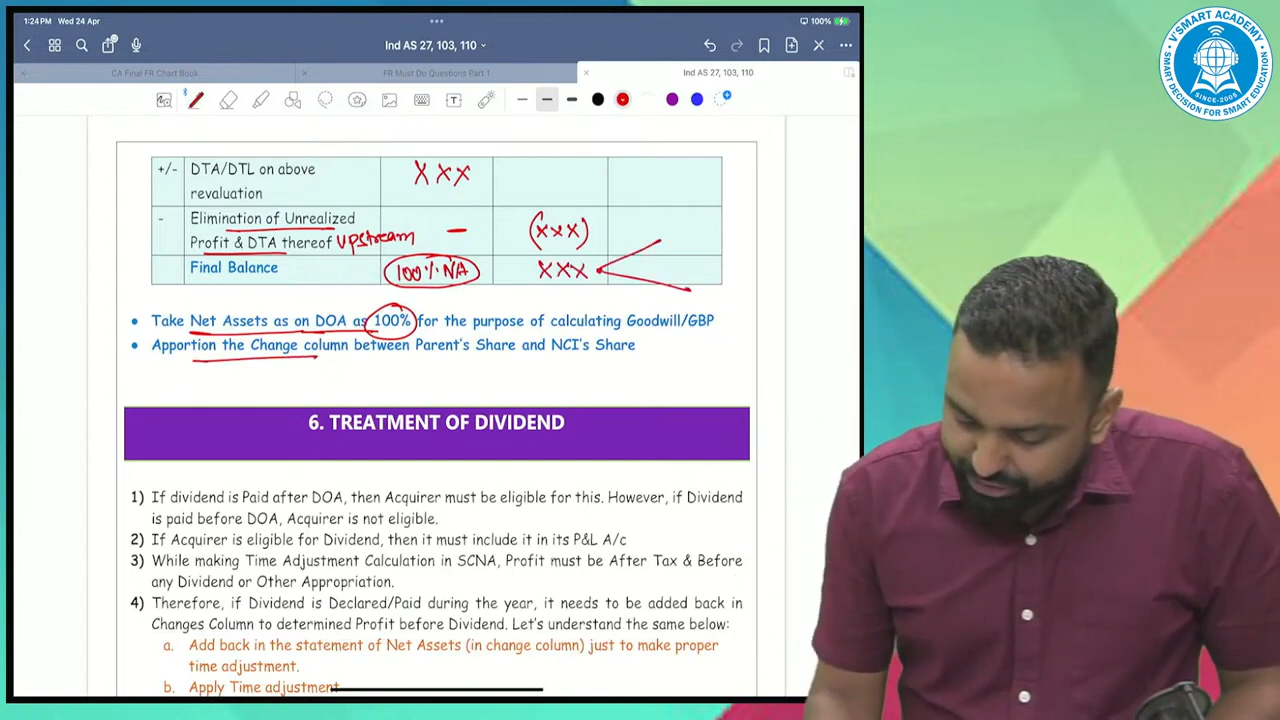 1:24 PM Wed 24 Apr
100%
Ind AS 27, 103, 110
CA Final FR Chart Book
FR Must Do Questions Part 1
Ind AS 27, 103, 110
V'SMART ACADEMY
SINCE-2005
SMART DECISION FOR SMART EDUCATION
+/- DTA/DTL on above XXX
revaluation
- Elimination of Unrealized
Profit & DTA thereof Upstream - (XXX)
Final Balance 100% NA XXX
• Take Net Assets as on DOA as 100% for the purpose of calculating Goodwill/GBP
• Apportion the Change column between Parent's Share and NCI's Share
6. TREATMENT OF DIVIDEND
1) If dividend is Paid after DOA, then Acquirer must be eligible for this. However, if Dividend
is paid before DOA, Acquirer is not eligible.
2) If Acquirer is eligible for Dividend, then it must include it in its P&L A/c
3) While making Time Adjustment Calculation in SCNA, Profit must be After Tax & Before
any Dividend or Other Appropriation.
4) Therefore, if Dividend is Declared/Paid during the year, it needs to be added back in
Changes Column to determined Profit before Dividend. Let's understand the same below:
a. Add back in the statement of Net Assets (in change column) just to make proper
time adjustment.
b. Apply Time adjustment